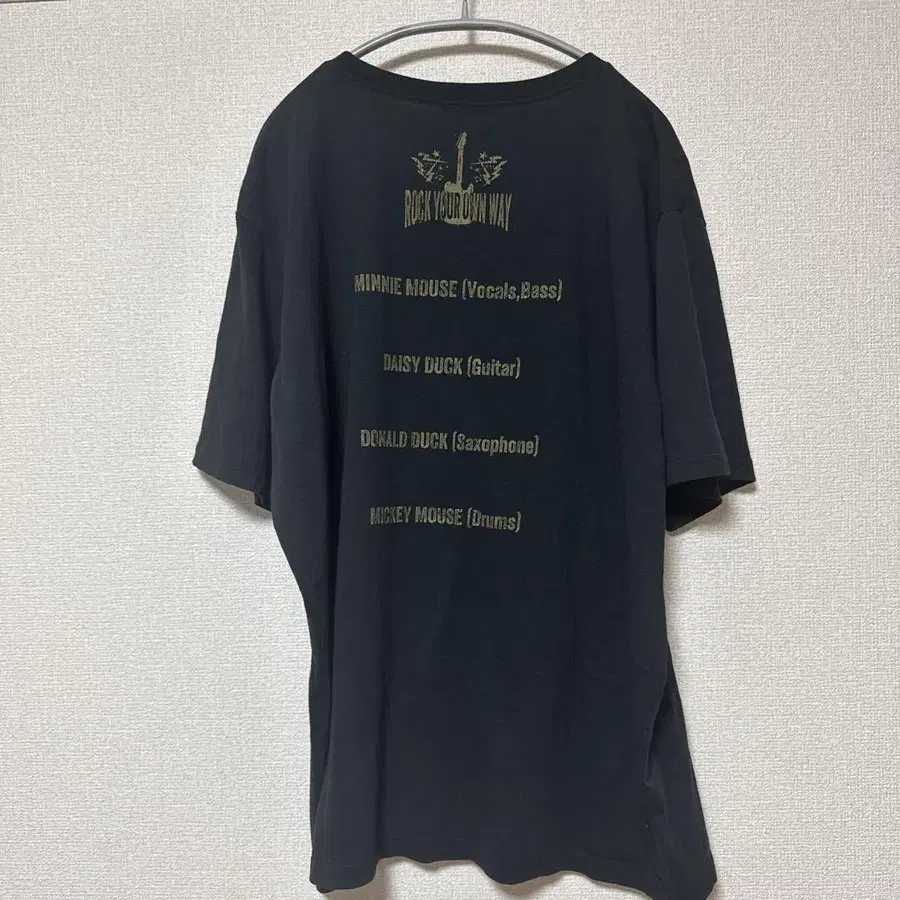 ROCK YOUR OWN WAY
MINNIE MOUSE (Vocals,Bass)
DAISY DUCK (Guitar)
DONALD DUCK (Saxophone)
MICKEY MOUSE (Drums)